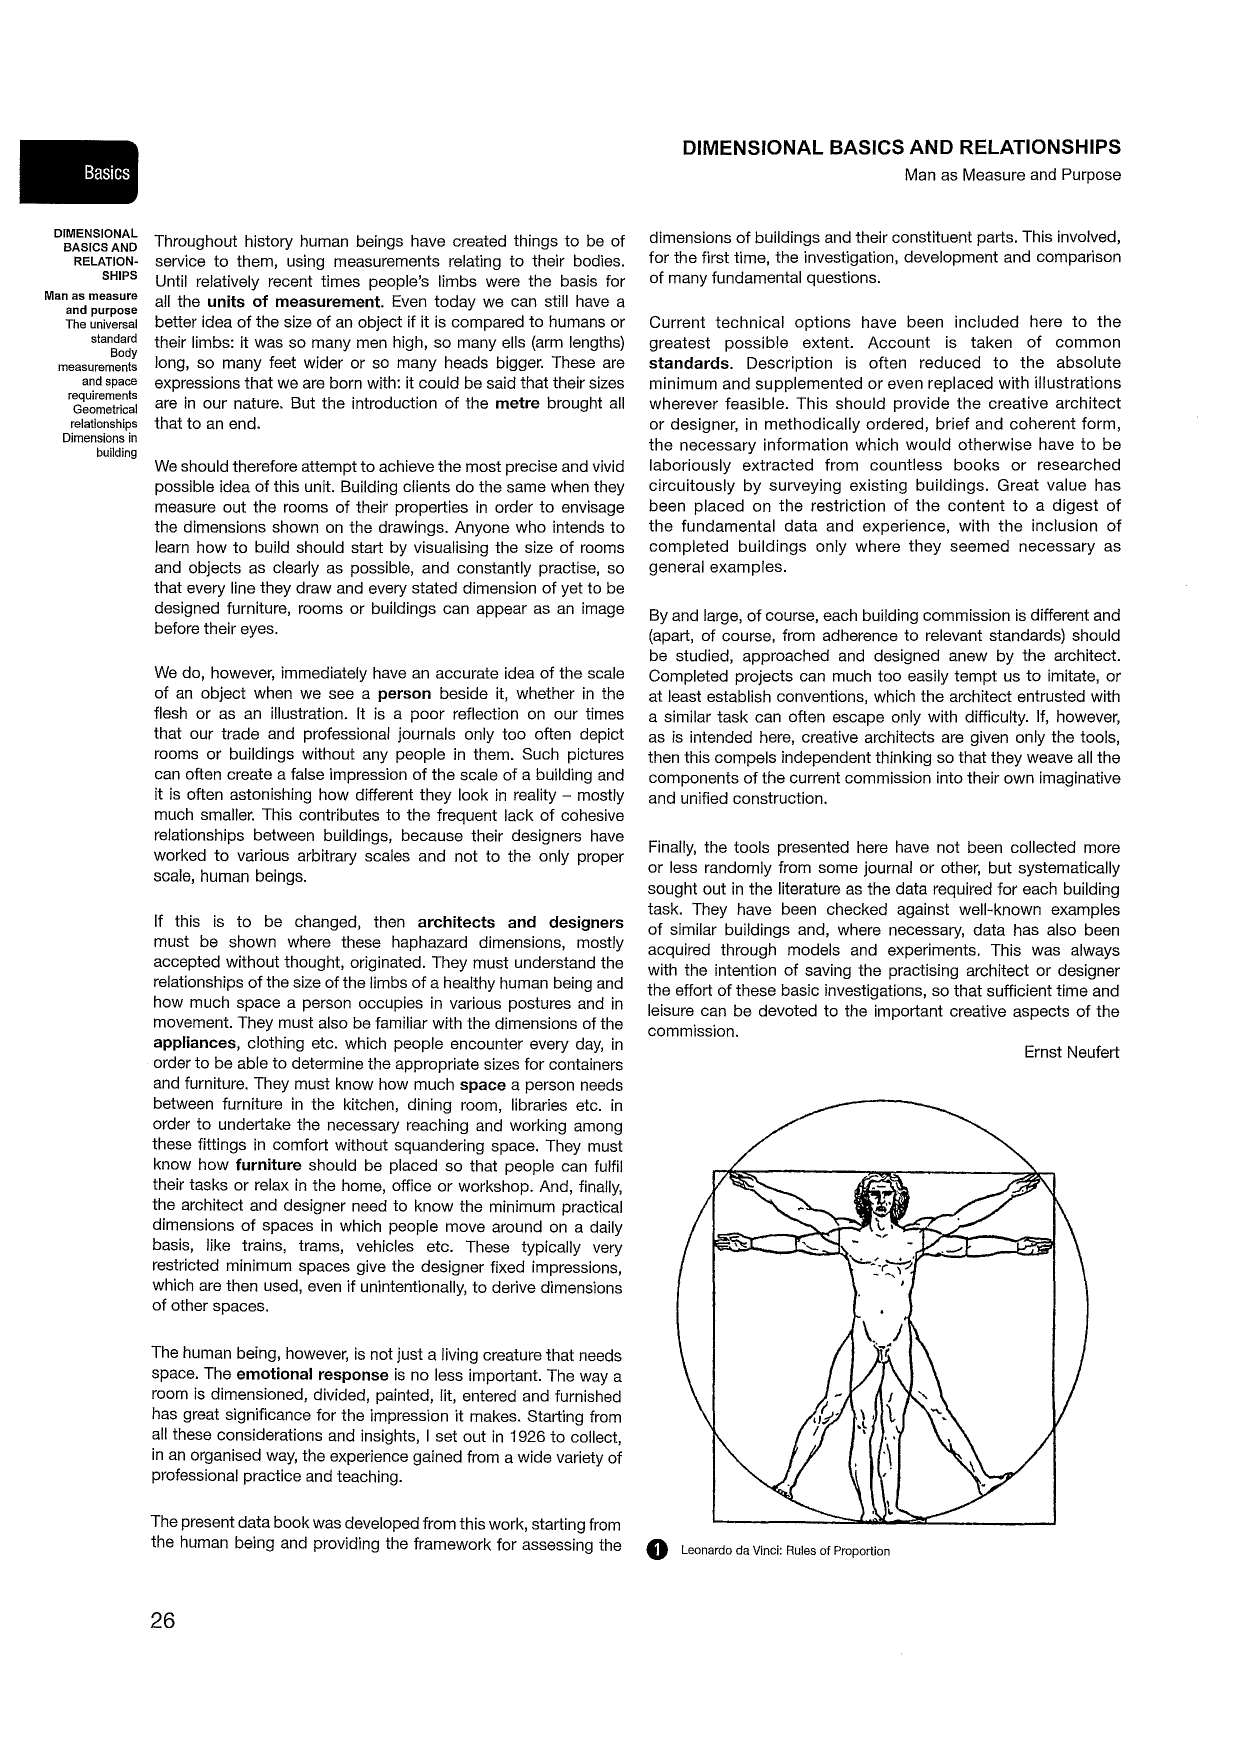 DIMENSIONAL BASICS AND RELATIONSHIPS
Man as Measure and Purpose
Basics
DIMENSIONAL
BASICS AND
RELATION-
SHIPS
Man as measure
and purpose
The universal
standard
Body
measurements
and space
requirements
Geometrical
relationships
Dimensions in
building
Throughout history human beings have created things to be of
service to them, using measurements relating to their bodies.
Until relatively recent times people's limbs were the basis for
all the units of measurement. Even today we can still have a
better idea of the size of an object if it is compared to humans or
their limbs: it was so many men high, so many ells (arm lengths)
long, so many feet wider or so many heads bigger. These are
expressions that we are born with: it could be said that their sizes
are in our nature. But the introduction of the metre brought all
that to an end.
We should therefore attempt to achieve the most precise and vivid
possible idea of this unit. Building clients do the same when they
measure out the rooms of their properties in order to envisage
the dimensions shown on the drawings. Anyone who intends to
learn how to build should start by visualising the size of rooms
and objects as clearly as possible, and constantly practise, so
that every line they draw and every stated dimension of yet to be
designed furniture, rooms or buildings can appear as an image
before their eyes.
We do, however, immediately have an accurate idea of the scale
of an object when we see a person beside it, whether in the
flesh or as an illustration. It is a poor reflection on our times
that our trade and professional journals only too often depict
rooms or buildings without any people in them. Such pictures
can often create a false impression of the scale of a building and
it is often astonishing how different they look in reality – mostly
much smaller. This contributes to the frequent lack of cohesive
relationships between buildings, because their designers have
worked to various arbitrary scales and not to the only proper
scale, human beings.
If this is to be changed, then architects and designers
must be shown where these haphazard dimensions, mostly
accepted without thought, originated. They must understand the
relationships of the size of the limbs of a healthy human being and
how much space a person occupies in various postures and in
movement. They must also be familiar with the dimensions of the
appliances, clothing etc. which people encounter every day, in
order to be able to determine the appropriate sizes for containers
and furniture. They must know how much space a person needs
between furniture in the kitchen, dining room, libraries etc. in
order to undertake the necessary reaching and working among
these fittings in comfort without squandering space. They must
know how furniture should be placed so that people can fulfil
their tasks or relax in the home, office or workshop. And, finally,
the architect and designer need to know the minimum practical
dimensions of spaces in which people move around on a daily
basis, like trains, trams, vehicles etc. These typically very
restricted minimum spaces give the designer fixed impressions,
which are then used, even if unintentionally, to derive dimensions
of other spaces.
The human being, however, is not just a living creature that needs
space. The emotional response is no less important. The way a
room is dimensioned, divided, painted, lit, entered and furnished
has great significance for the impression it makes. Starting from
all these considerations and insights, I set out in 1926 to collect,
in an organised way, the experience gained from a wide variety of
professional practice and teaching.
The present data book was developed from this work, starting from
the human being and providing the framework for assessing the
dimensions of buildings and their constituent parts. This involved,
for the first time, the investigation, development and comparison
of many fundamental questions.
Current technical options have been included here to the
greatest possible extent. Account is taken of common
standards. Description is often reduced to the absolute
minimum and supplemented or even replaced with illustrations
wherever feasible. This should provide the creative architect
or designer, in methodically ordered, brief and coherent form,
the necessary information which would otherwise have to be
laboriously extracted from countless books or researched
circuitously by surveying existing buildings. Great value has
been placed on the restriction of the content to a digest of
the fundamental data and experience, with the inclusion of
completed buildings only where they seemed necessary as
general examples.
By and large, of course, each building commission is different and
(apart, of course, from adherence to relevant standards) should
be studied, approached and designed anew by the architect.
Completed projects can much too easily tempt us to imitate, or
at least establish conventions, which the architect entrusted with
a similar task can often escape only with difficulty. If, however,
as is intended here, creative architects are given only the tools,
then this compels independent thinking so that they weave all the
components of the current commission into their own imaginative
and unified construction.
Finally, the tools presented here have not been collected more
or less randomly from some journal or other, but systematically
sought out in the literature as the data required for each building
task. They have been checked against well-known examples
of similar buildings and, where necessary, data has also been
acquired through models and experiments. This was always
with the intention of saving the practising architect or designer
the effort of these basic investigations, so that sufficient time and
leisure can be devoted to the important creative aspects of the
commission.
Ernst Neufert
1 Leonardo da Vinci: Rules of Proportion
26